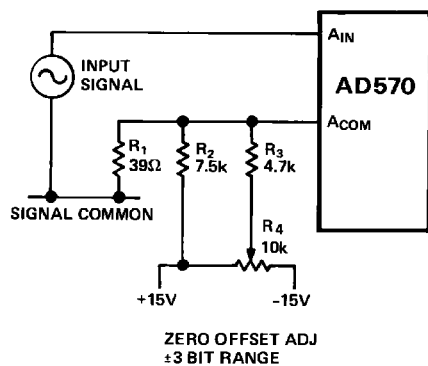 INPUT
SIGNAL
AIN
AD570
ACOM
R1
39Ω
R2
7.5k
R3
4.7k
SIGNAL COMMON
R4
10k
+15V
-15V
ZERO OFFSET ADJ
±3 BIT RANGE